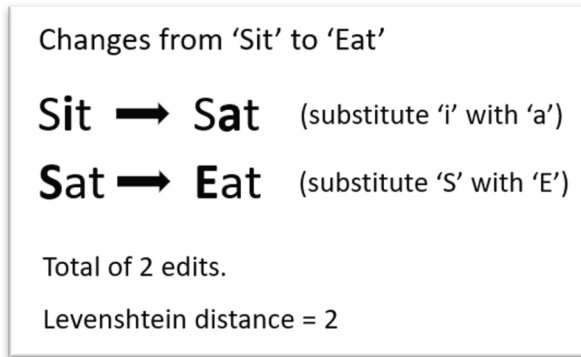 Changes from ‘Sit’ to ‘Eat’
Sit → Sat (substitute ‘i’ with ‘a’)
Sat → Eat (substitute ‘S’ with ‘E’)
Total of 2 edits.
Levenshtein distance = 2